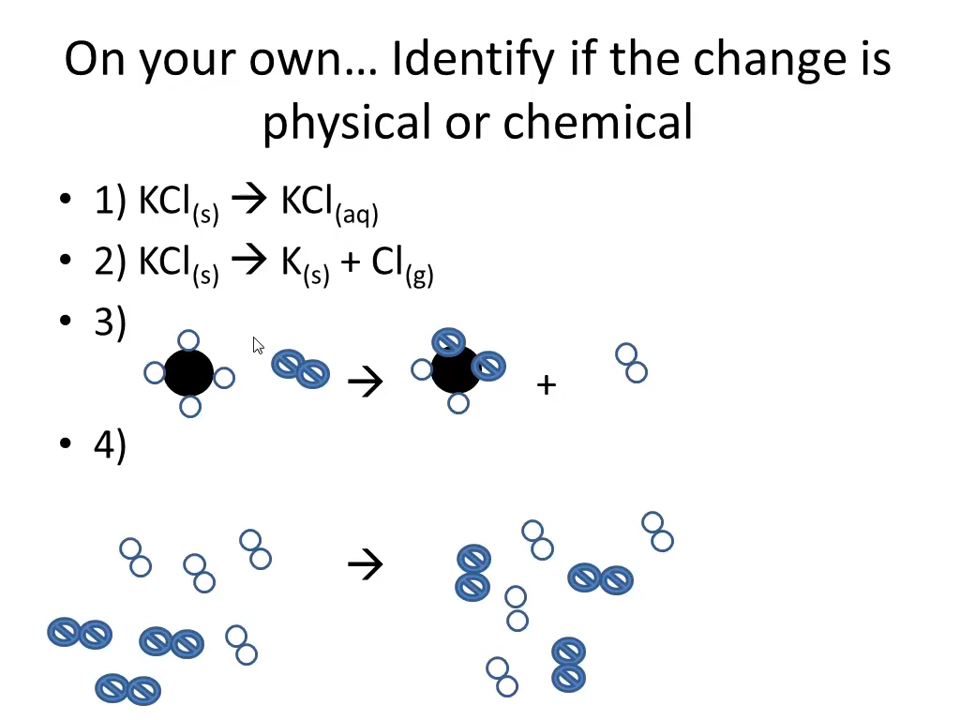 On your own… Identify if the change is
physical or chemical
• 1) KCl(s) → KCl(aq)
• 2) KCl(s) → K(s) + Cl(g)
• 3)
→ +
• 4)
→